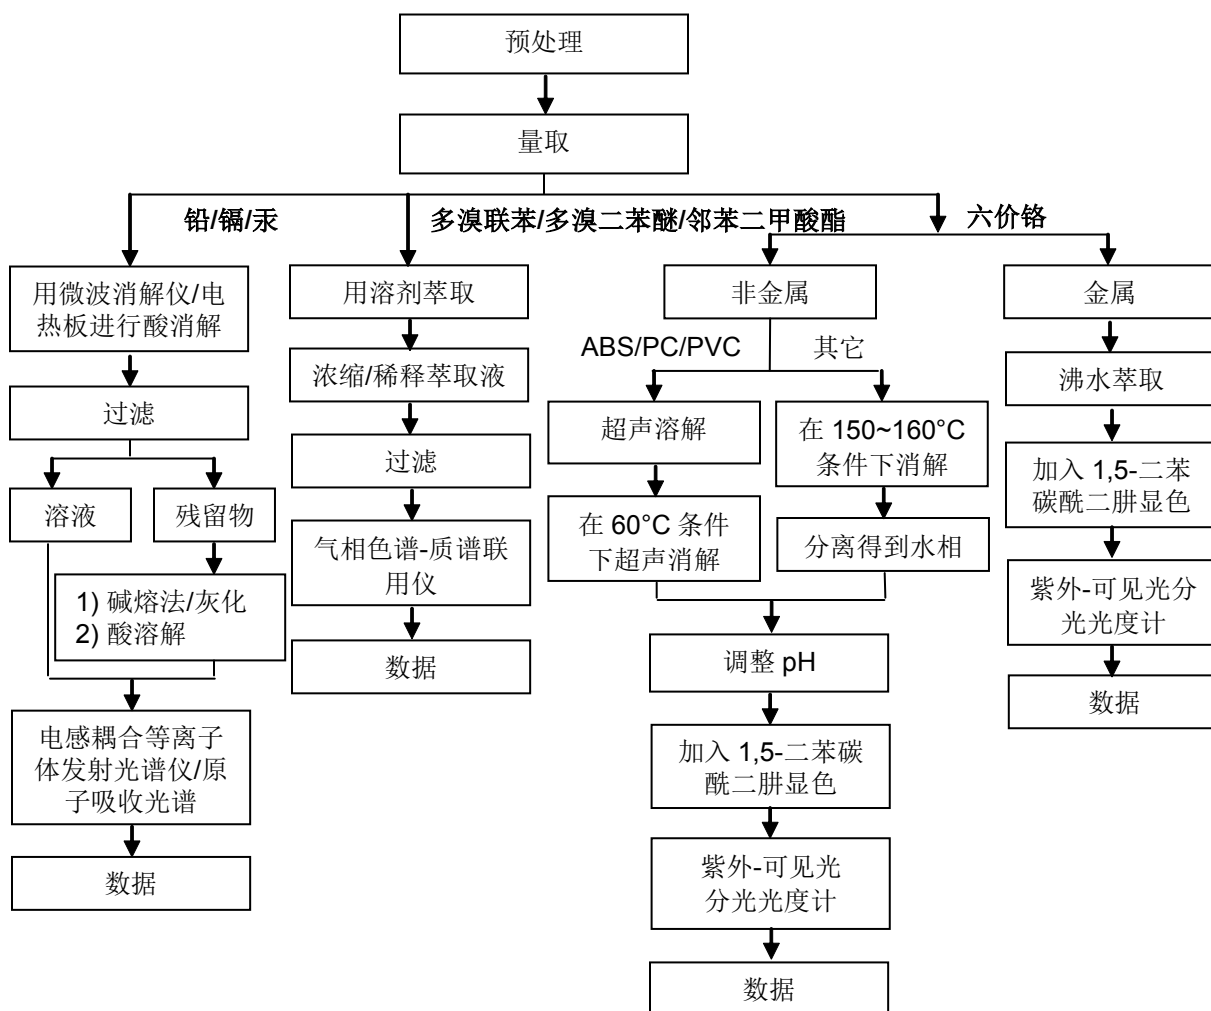 预处理
量取
铅/镉/汞
多溴联苯/多溴二苯醚/邻苯二甲酸酯
六价铬
用微波消解仪/电
热板进行酸消解
过滤
溶液
残留物
1) 碱熔法/灰化
2) 酸溶解
电感耦合等离子
体发射光谱仪/原
子吸收光谱
数据
用溶剂萃取
浓缩/稀释萃取液
过滤
气相色谱-质谱联
用仪
数据
非金属
ABS/PC/PVC
其它
超声溶解
在 60°C 条件
下超声消解
在 150~160°C
条件下消解
分离得到水相
调整 pH
加入 1,5-二苯碳
酰二肼显色
紫外-可见光
分光光度计
数据
金属
沸水萃取
加入 1,5-二苯
碳酰二肼显色
紫外-可见光分
光光度计
数据